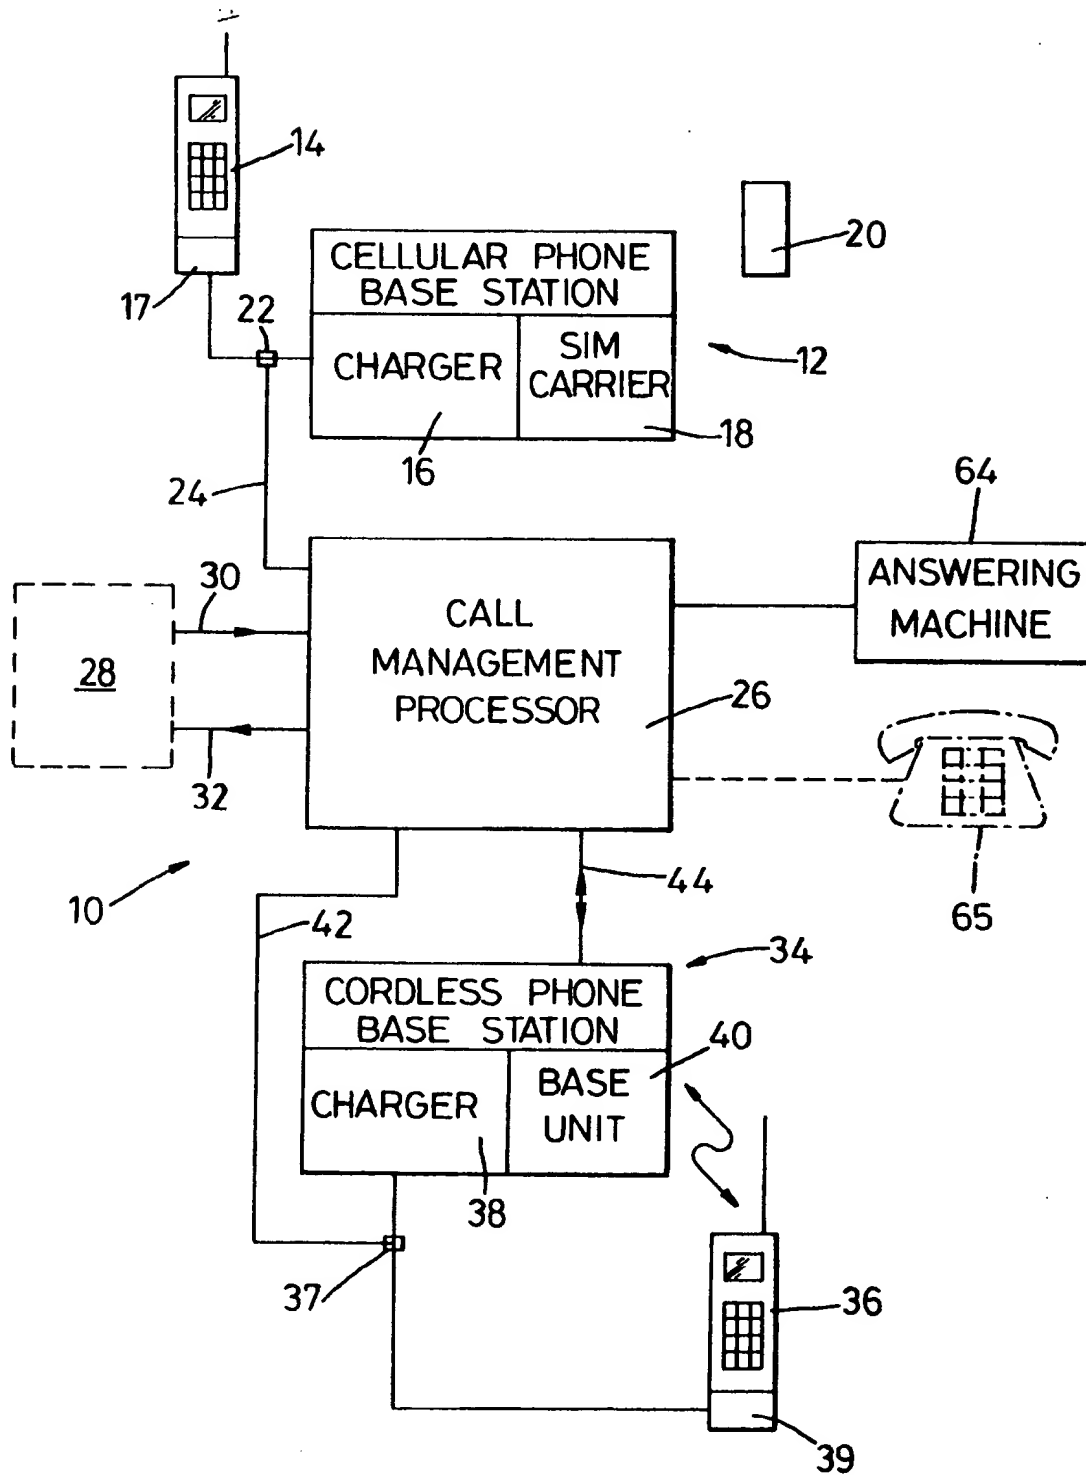 14
20
CELLULAR PHONE
BASE STATION
17
22
CHARGER
SIM
CARRIER
12
16
18
24
64
ANSWERING
MACHINE
30
CALL
MANAGEMENT
PROCESSOR
28
26
32
44
10
42
65
34
CORDLESS PHONE
BASE STATION
40
CHARGER
BASE
UNIT
38
37
36
39